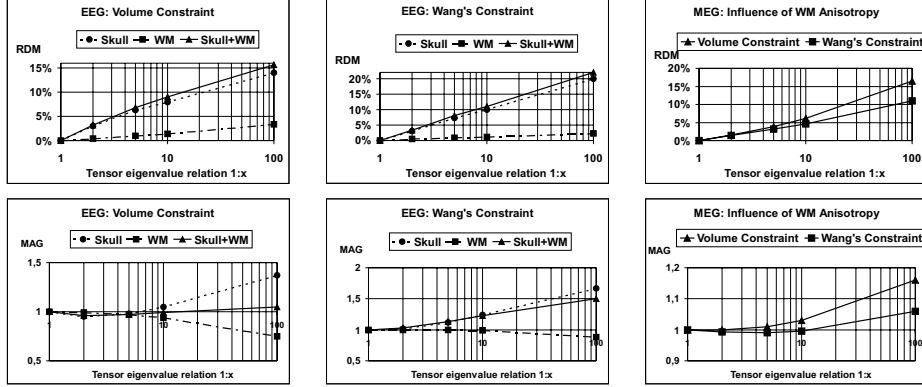 EEG: Volume Constraint
Skull WM Skull+WM
RDM
15%
10%
5%
0%
1 10 100
Tensor eigenvalue relation 1:x
EEG: Wang's Constraint
Skull WM Skull+WM
RDM
20%
15%
10%
5%
0%
1 10 100
Tensor eigenvalue relation 1:x
MEG: Influence of WM Anisotropy
Volume Constraint Wang's Constraint
RDM
20%
15%
10%
5%
0%
1 10 100
Tensor eigenvalue relation 1:x
EEG: Volume Constraint
Skull WM Skull+WM
MAG
1,5
1
0,5
1 10 100
Tensor eigenvalue relation 1:x
EEG: Wang's Constraint
Skull WM Skull+WM
MAG
2
1,5
1
0,5
1 10 100
Tensor eigenvalue relation 1:x
MEG: Influence of WM Anisotropy
Volume Constraint Wang's Constraint
MAG
1,2
1,1
1
0,9
1 10 100
Tensor eigenvalue relation 1:x